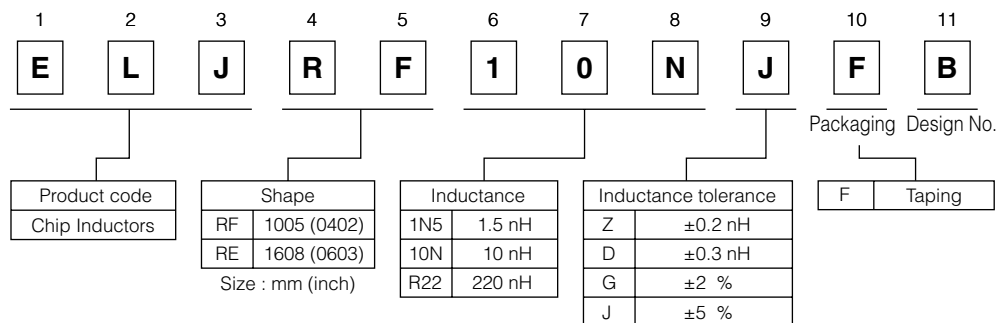 1 2 3 4 5 6 7 8 9 10 11
E L J R F 1 0 N J F B
Packaging Design No.
Product code
Chip Inductors
Shape
RF 1005 (0402)
RE 1608 (0603)
Size : mm (inch)
Inductance
1N5 1.5 nH
10N 10 nH
R22 220 nH
Inductance tolerance
Z ±0.2 nH
D ±0.3 nH
G ±2 %
J ±5 %
F Taping